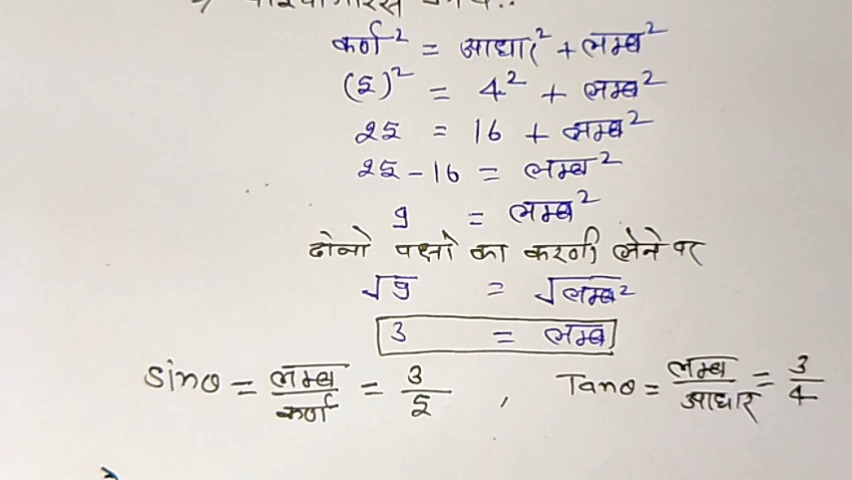 कर्ण² = आधार² + लम्ब²
(5)² = 4² + लम्ब²
25 = 16 + लम्ब²
25 - 16 = लम्ब²
9 = लम्ब²
दोनो पक्षो का करणी लेने पर
√9 = √लम्ब²
3 = लम्ब
sinθ = लम्ब/कर्ण = 3/5 , Tanθ = लम्ब/आधार = 3/4